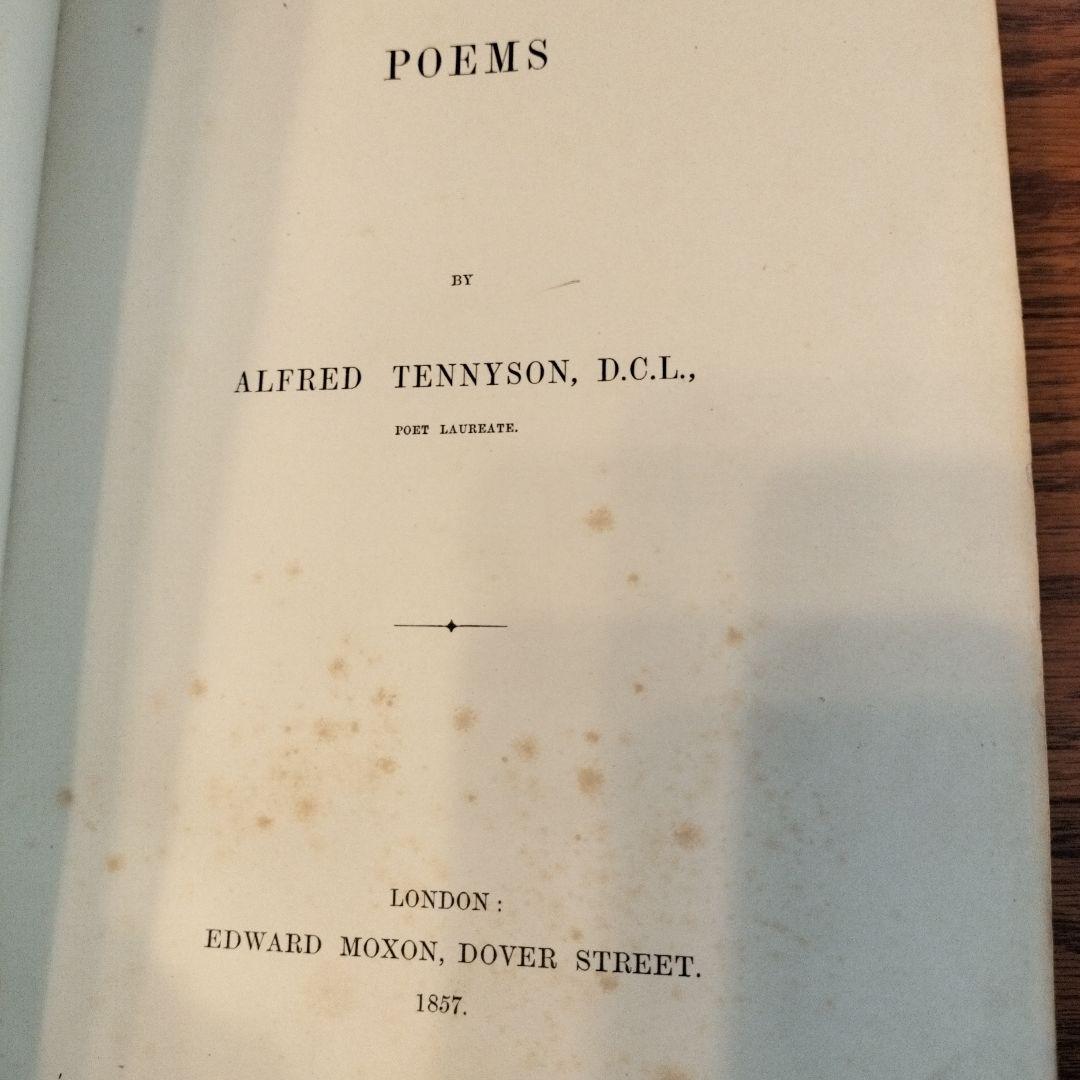 POEMS
BY
ALFRED TENNYSON, D.C.L.,
POET LAUREATE.
LONDON :
EDWARD MOXON, DOVER STREET.
1857.